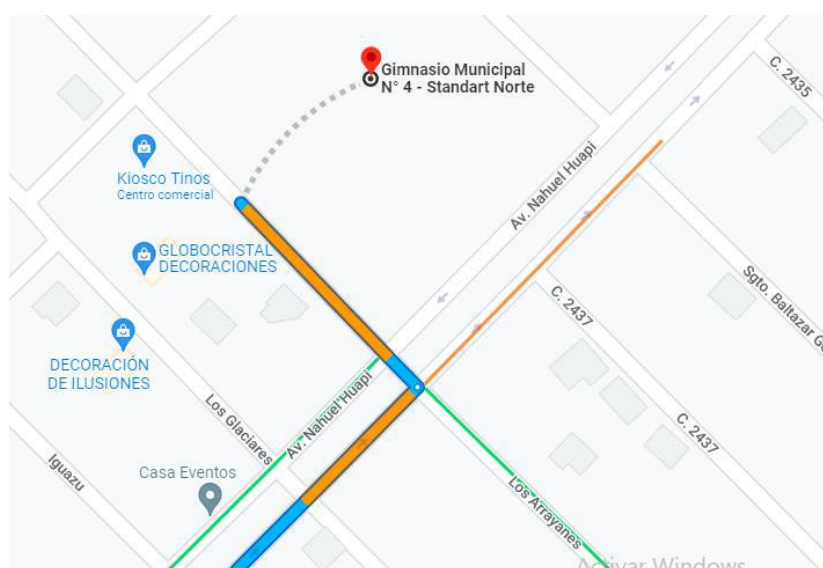 Gimnasio Municipal
N° 4 - Standart Norte
C. 2435
Kiosco Tinos
Centro comercial
Av. Nahuel Huapi
GLOBOCRISTAL
DECORACIONES
Sgto. Baltazar
C. 2437
DECORACIÓN
DE ILUSIONES
Los Glaciares
Av. Nahuel Huapi
C. 2437
Iguazu
Casa Eventos
Los Arrayanes
Activar Windows